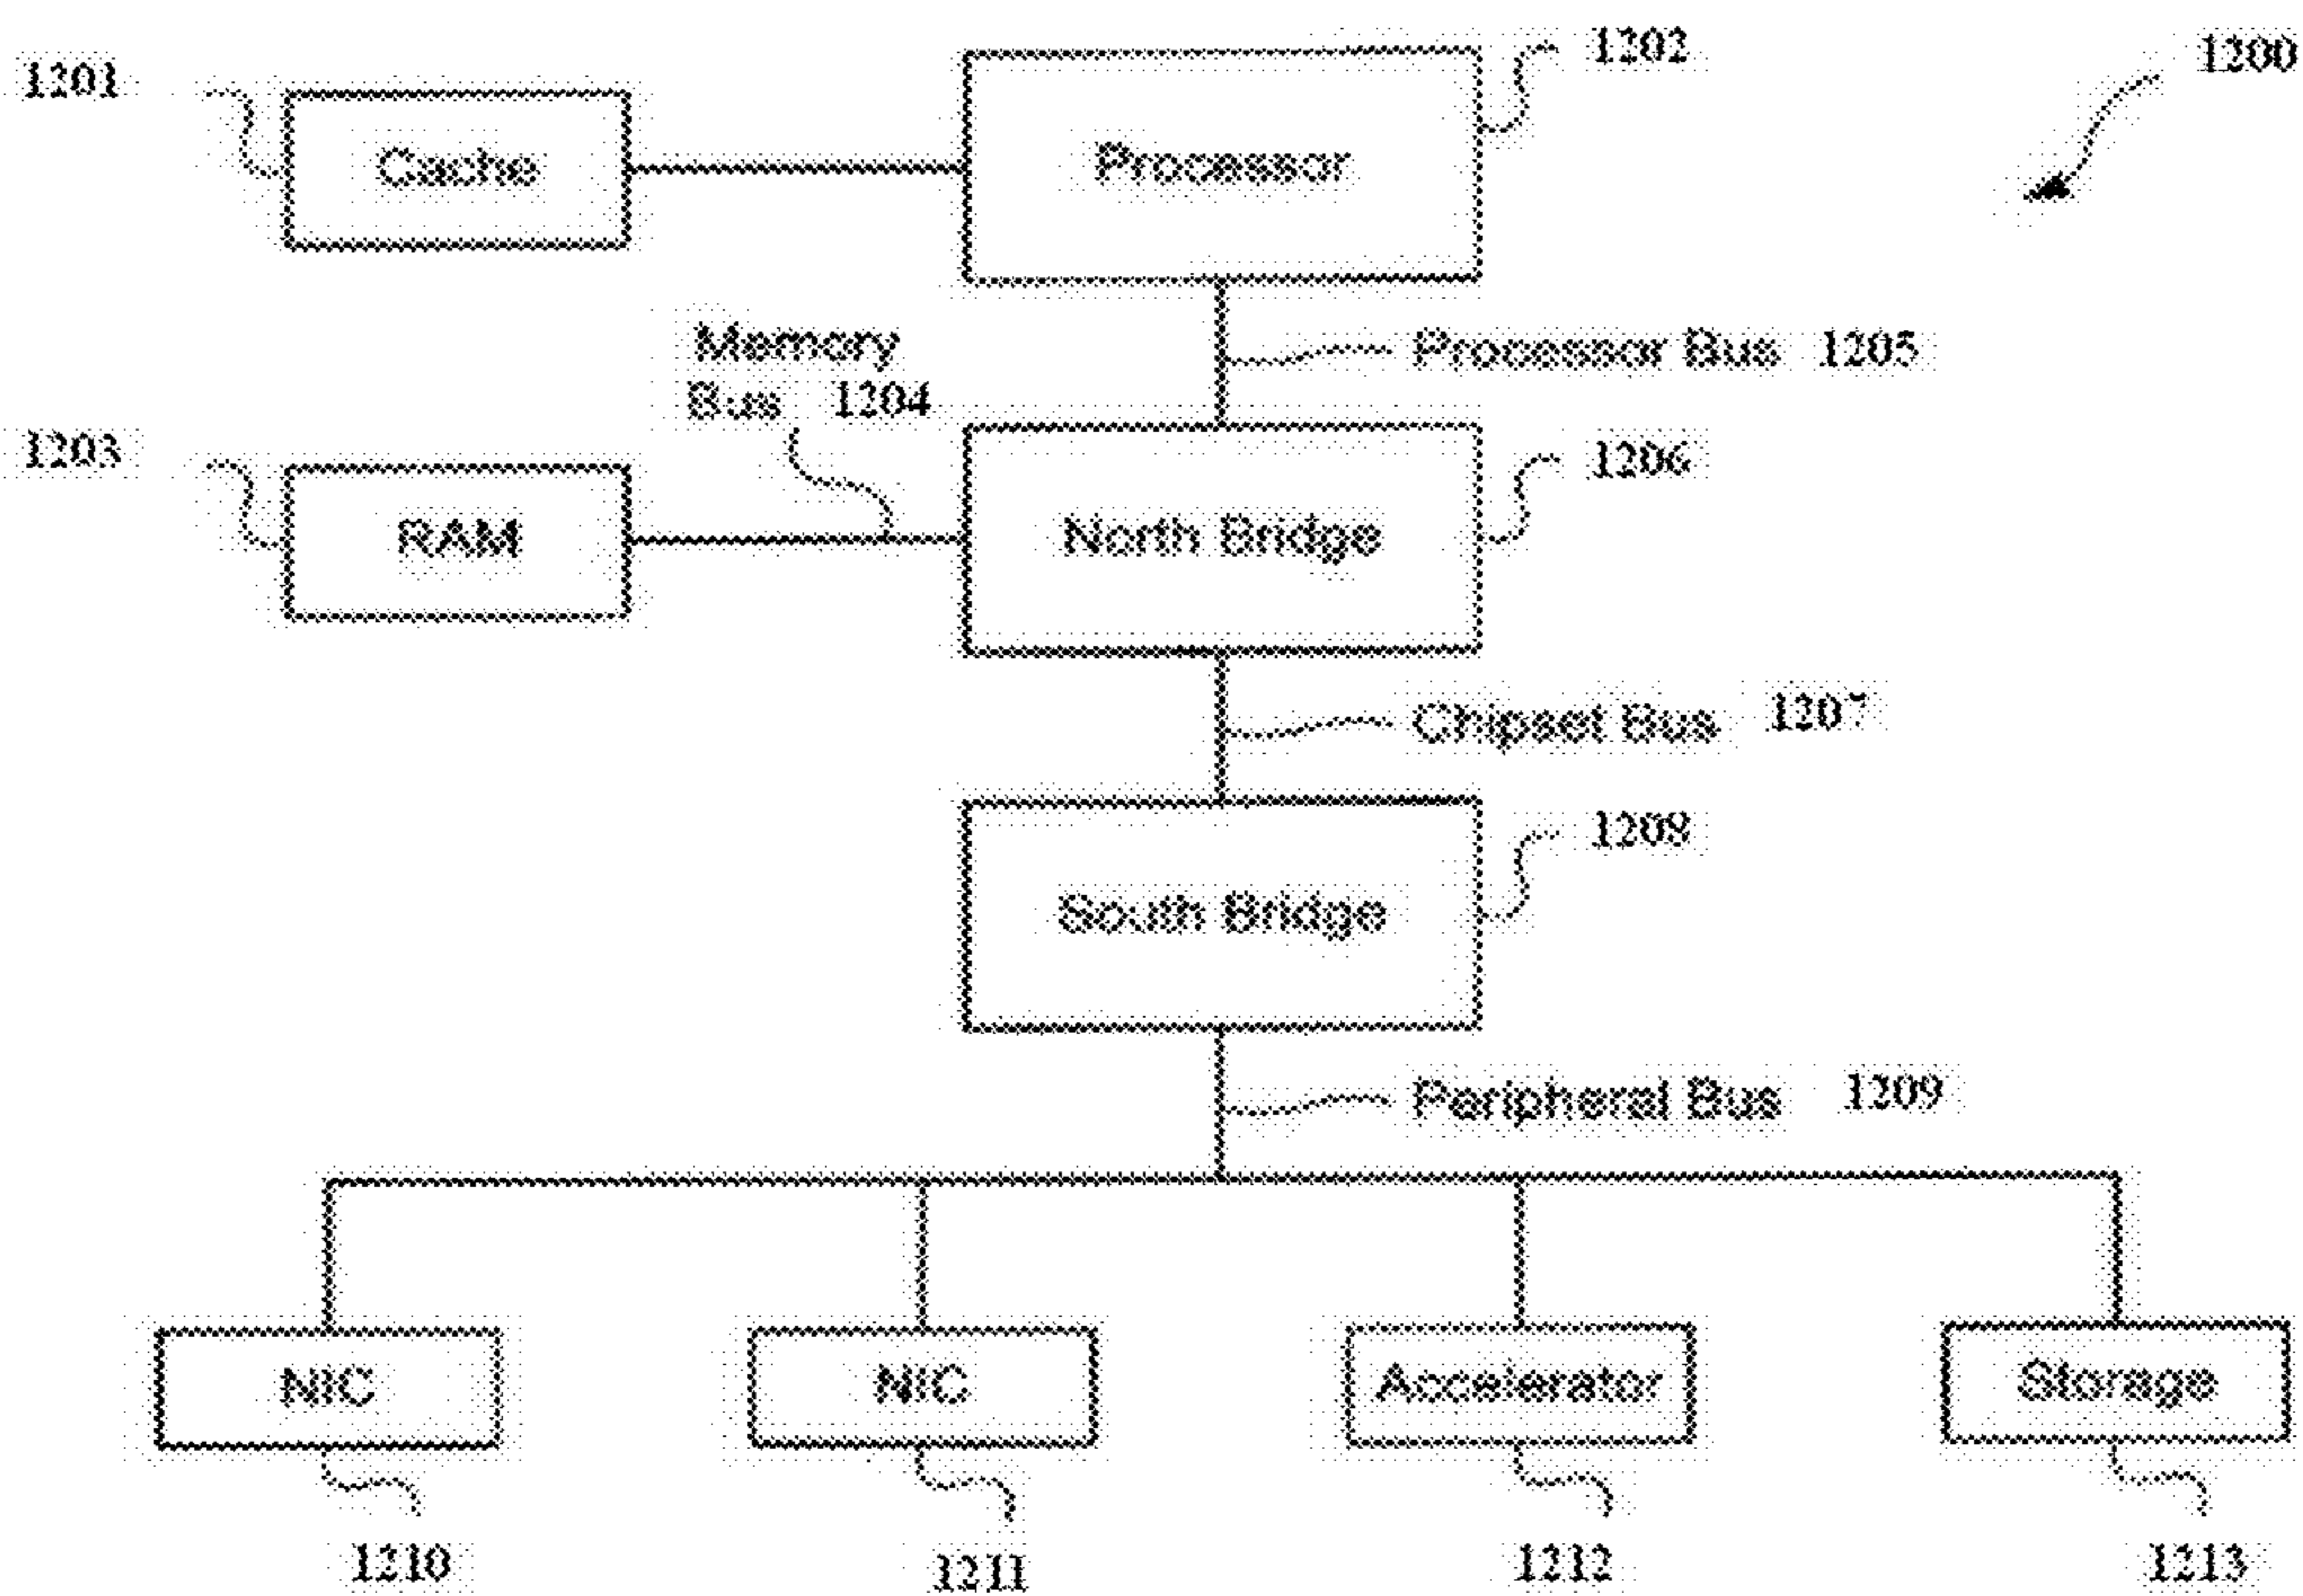 1201
1202
1200
Cache
Processor
Memory
Bus 1204
Processor Bus 1205
1203
1206
RAM
North Bridge
Chipset Bus 1207
1208
South Bridge
Peripheral Bus 1209
NIC
NIC
Accelerator
Storage
1210
1211
1212
1213